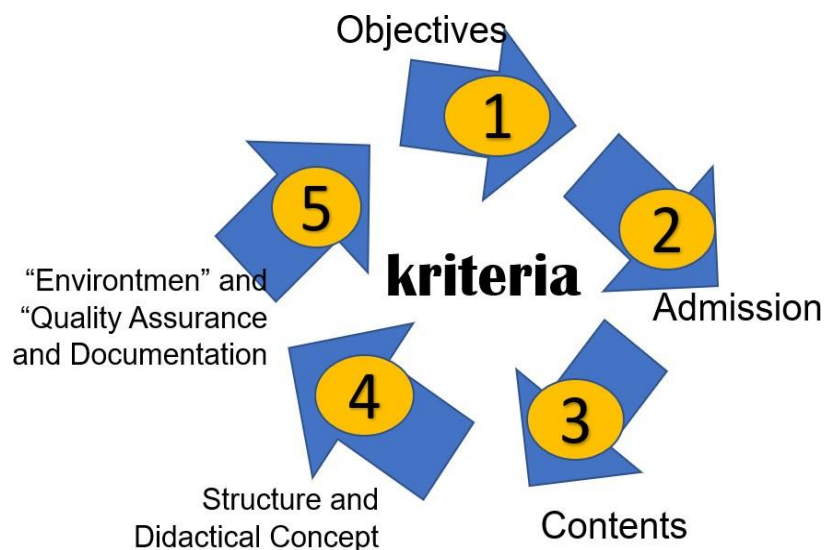 Objectives
1
2
Admission
3
Contents
4
Structure and
Didactical Concept
5
“Environtmen” and
“Quality Assurance
and Documentation
kriteria